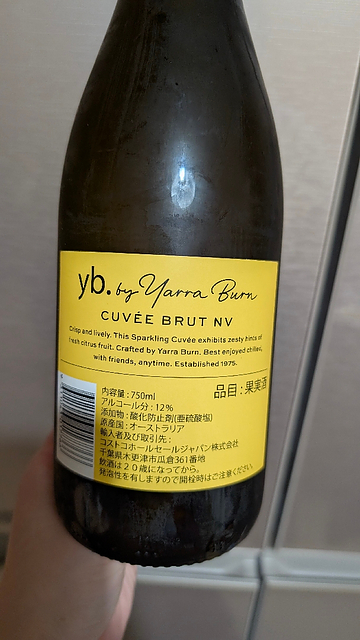 yb. by Yarra Burn
CUVÉE BRUT NV
Crisp and lively. This Sparkling Cuvée exhibits zesty hints of
fresh citrus fruit. Crafted by Yarra Burn. Best enjoyed chilled,
with friends, anytime. Established 1975.
品目:果実酒
内容量:750ml
アルコール分:12%
添加物:酸化防止剤(亜硫酸塩)
原産国:オーストラリア
輸入者及び取引先:
コストコホールセールジャパン株式会社
千葉県木更津市瓜倉361番地
飲酒は20歳になってから。
発泡性を有しますので開栓時はご注意ください